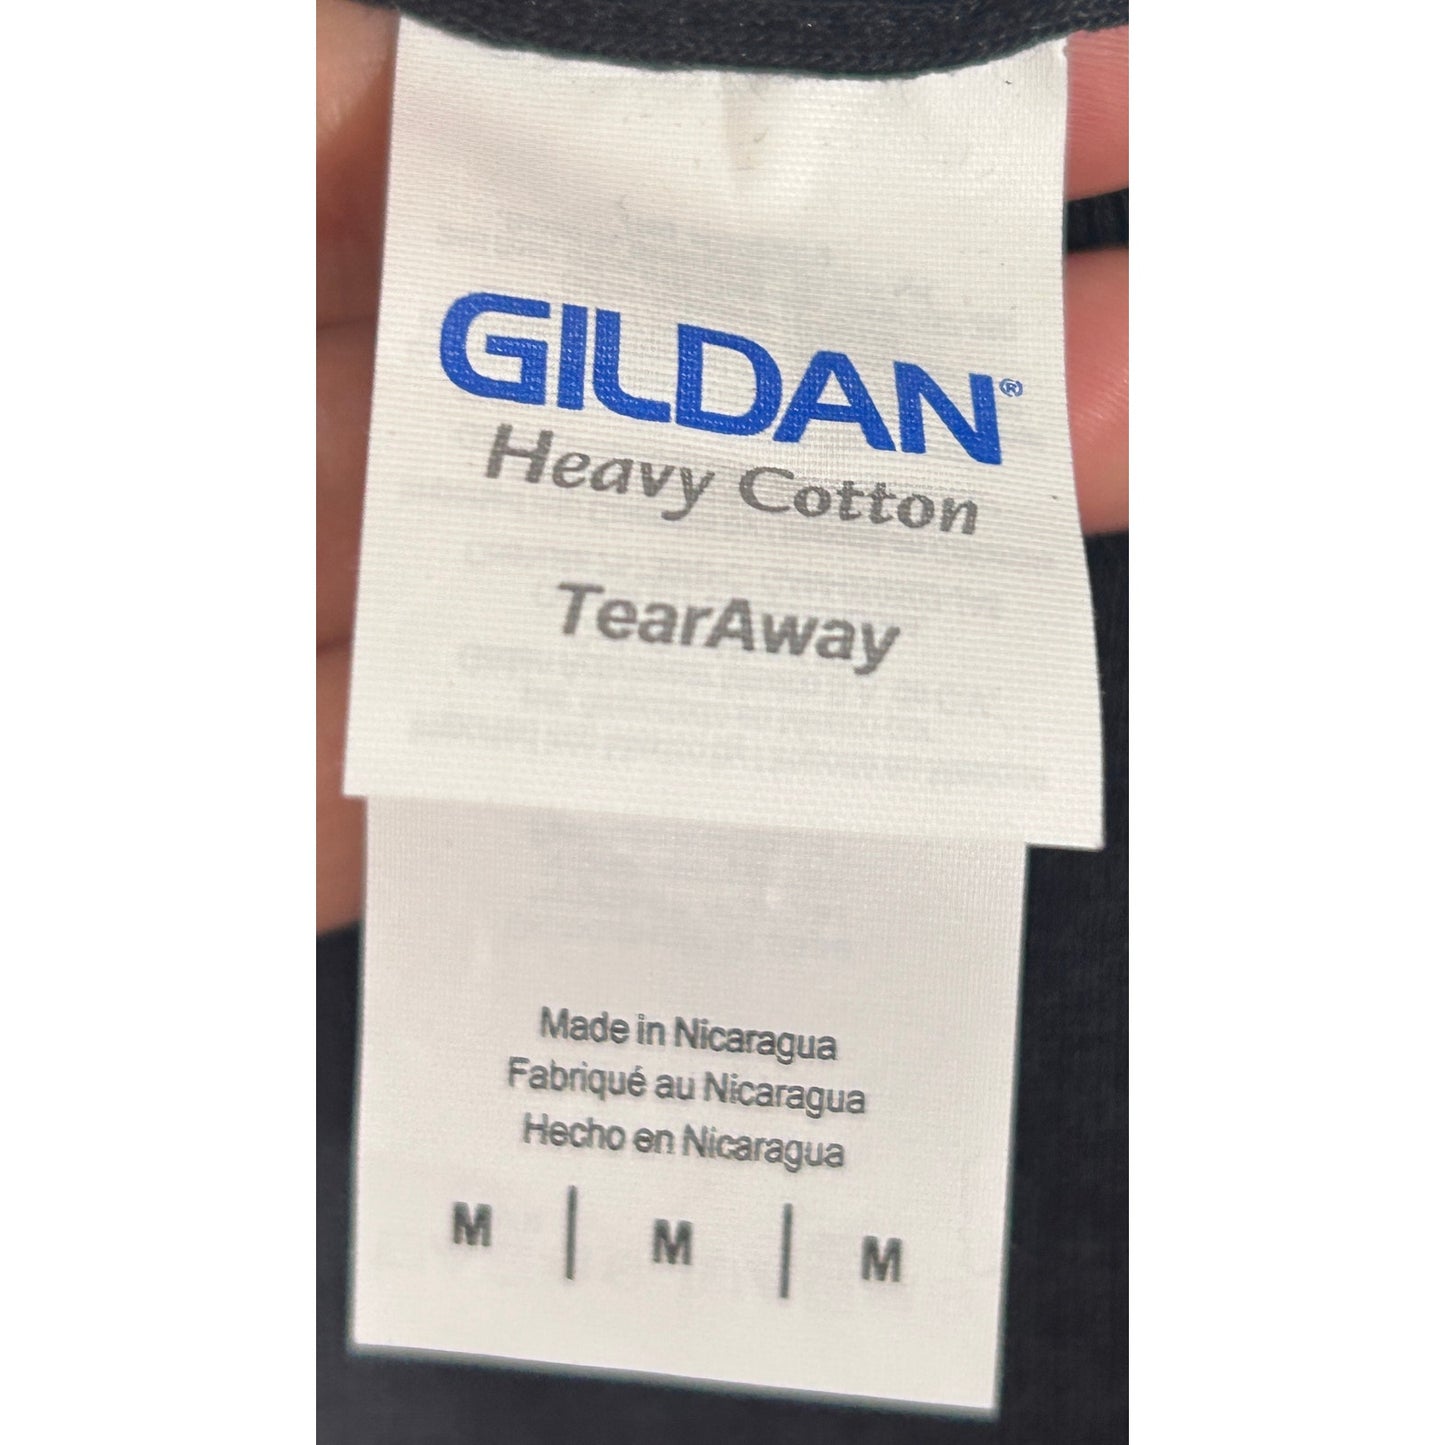 GILDAN®
Heavy Cotton
TearAway
Made in Nicaragua
Fabriqué au Nicaragua
Hecho en Nicaragua
M | M | M